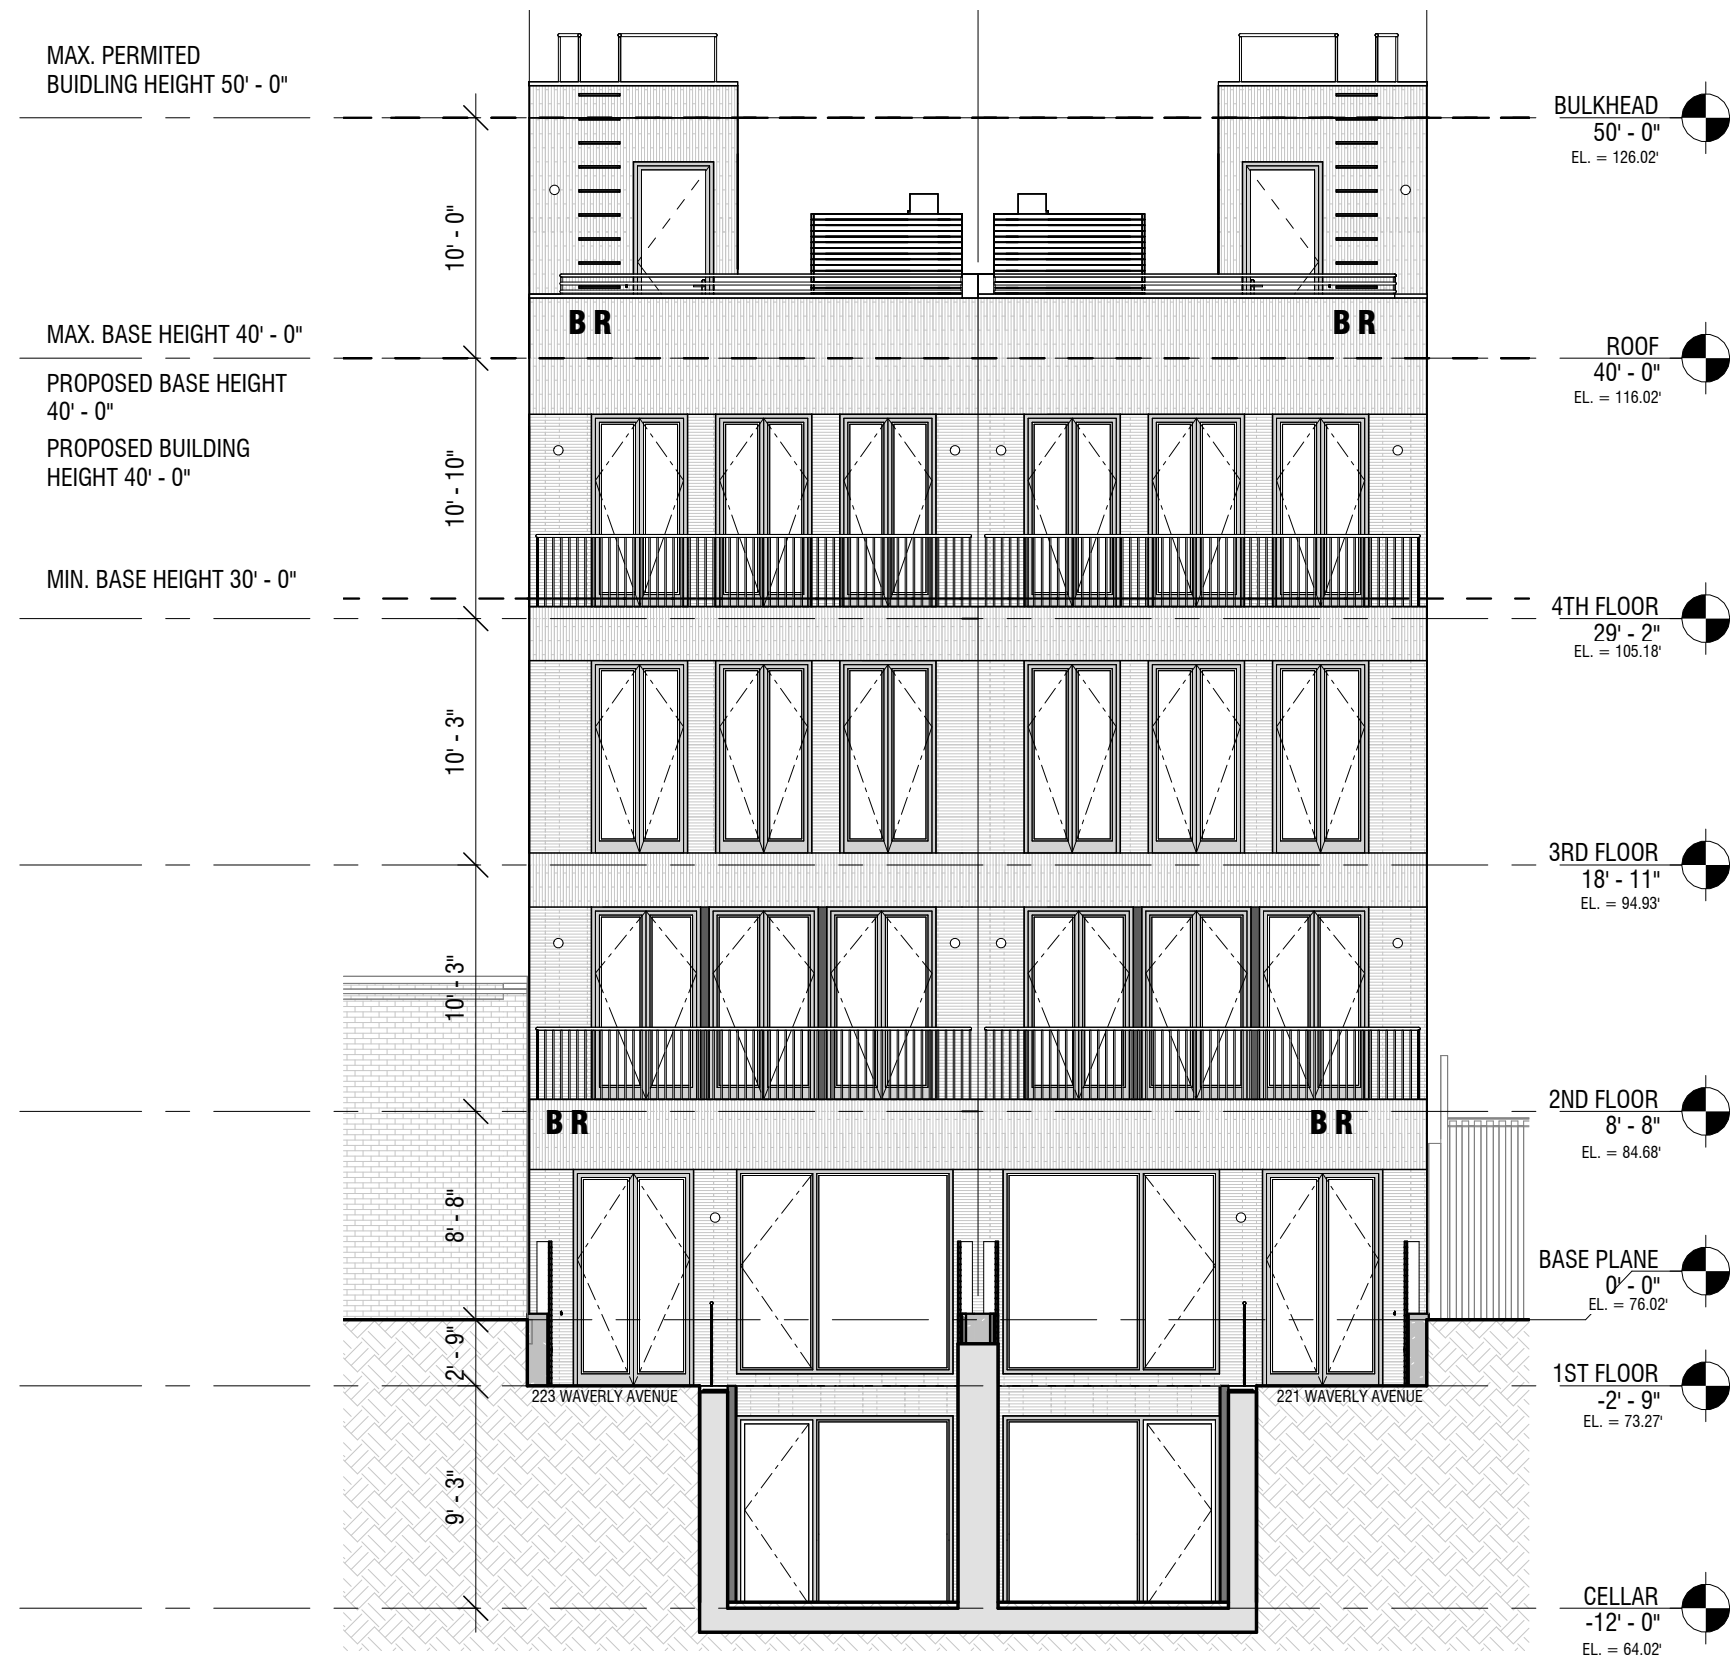 MAX. PERMITED
BUIDLING HEIGHT 50' - 0"
BULKHEAD
50' - 0"
EL. = 126.02'
10' - 0"
B R
B R
MAX. BASE HEIGHT 40' - 0"
ROOF
40' - 0"
EL. = 116.02'
PROPOSED BASE HEIGHT
40' - 0"
PROPOSED BUILDING
HEIGHT 40' - 0"
10' - 10"
MIN. BASE HEIGHT 30' - 0"
4TH FLOOR
29' - 2"
EL. = 105.18'
10' - 3"
3RD FLOOR
18' - 11"
EL. = 94.93'
10' - 3"
2ND FLOOR
8' - 8"
EL. = 84.68'
B R
B R
8' - 8"
BASE PLANE
0' - 0"
EL. = 76.02'
2' - 9"
1ST FLOOR
-2' - 9"
EL. = 73.27'
223 WAVERLY AVENUE
221 WAVERLY AVENUE
9' - 3"
CELLAR
-12' - 0"
EL. = 64.02'